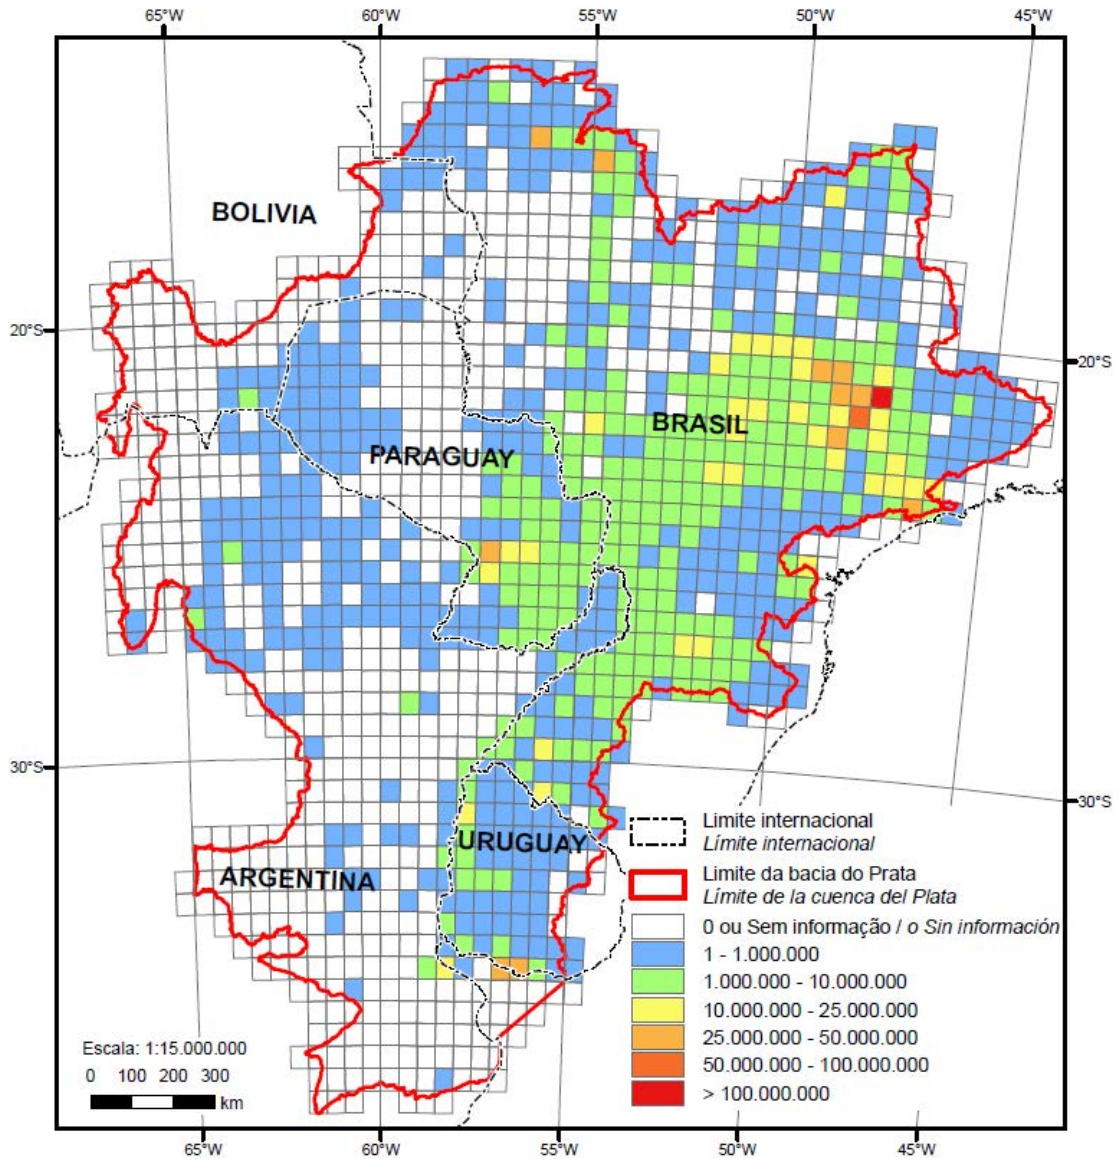 65°W 60°W 55°W 50°W 45°W
BOLIVIA
20°S
20°S
BRASIL
PARAGUAY
30°S
30°S
URUGUAY
ARGENTINA
Limite internacional
Límite internacional
Limite da bacia do Prata
Límite de la cuenca del Plata
0 ou Sem informação / o Sin información
1 - 1.000.000
1.000.000 - 10.000.000
10.000.000 - 25.000.000
25.000.000 - 50.000.000
50.000.000 - 100.000.000
> 100.000.000
Escala: 1:15.000.000
0 100 200 300
km
65°W 60°W 55°W 50°W 45°W